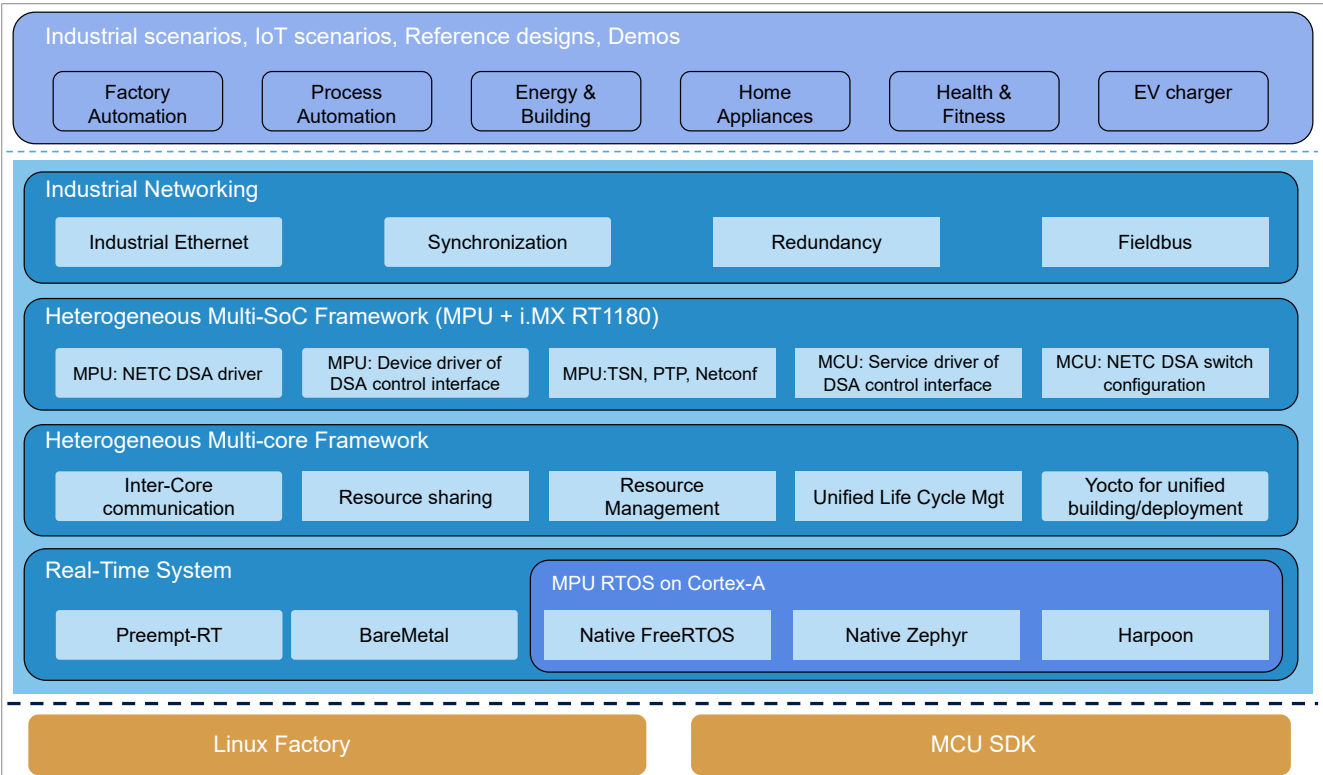 Industrial scenarios, IoT scenarios, Reference designs, Demos
Factory
Automation
Process
Automation
Energy &
Building
Home
Appliances
Health &
Fitness
EV charger
Industrial Networking
Industrial Ethernet
Synchronization
Redundancy
Fieldbus
Heterogeneous Multi-SoC Framework (MPU + i.MX RT1180)
MPU: NETC DSA driver
MPU: Device driver of
DSA control interface
MPU:TSN, PTP, Netconf
MCU: Service driver of
DSA control interface
MCU: NETC DSA switch
configuration
Heterogeneous Multi-core Framework
Inter-Core
communication
Resource sharing
Resource
Management
Unified Life Cycle Mgt
Yocto for unified
building/deployment
Real-Time System
Preempt-RT
BareMetal
MPU RTOS on Cortex-A
Native FreeRTOS
Native Zephyr
Harpoon
Linux Factory
MCU SDK